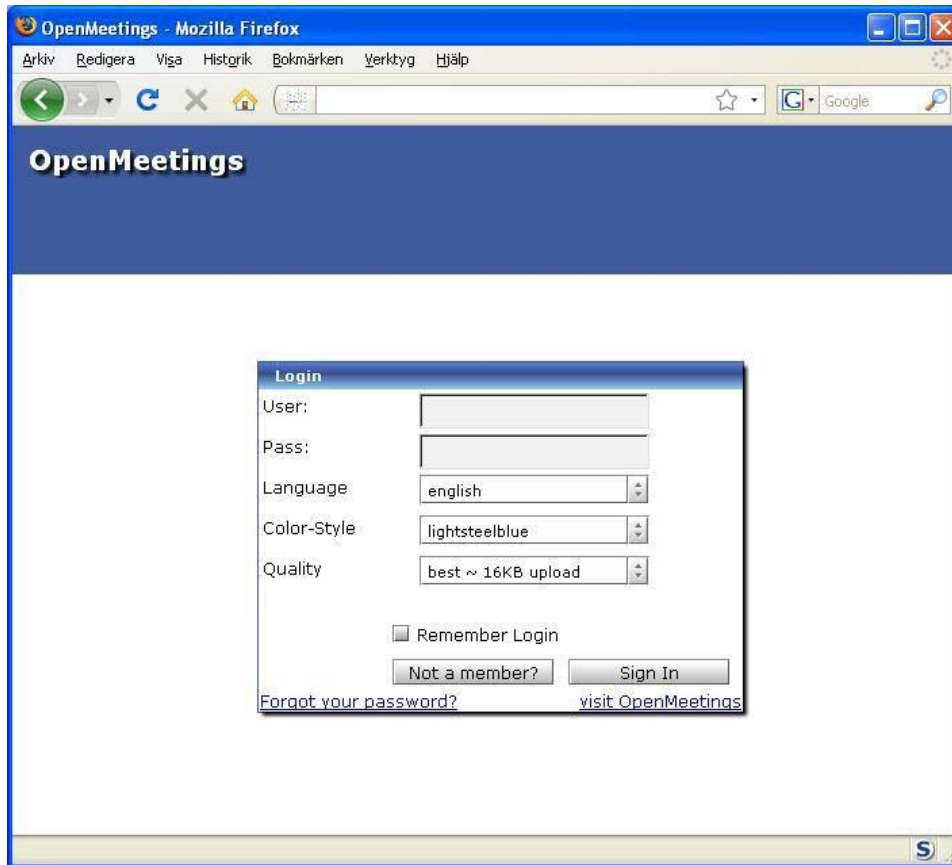 OpenMeetings - Mozilla Firefox
Arkiv Redigera Visa Historik Bokmärken Verktyg Hjälp
G Google
OpenMeetings
Login
User:
Pass:
Language english
Color-Style lightsteelblue
Quality best ~ 16KB upload
Remember Login
Not a member? Sign In
Forgot your password? visit OpenMeetings
S